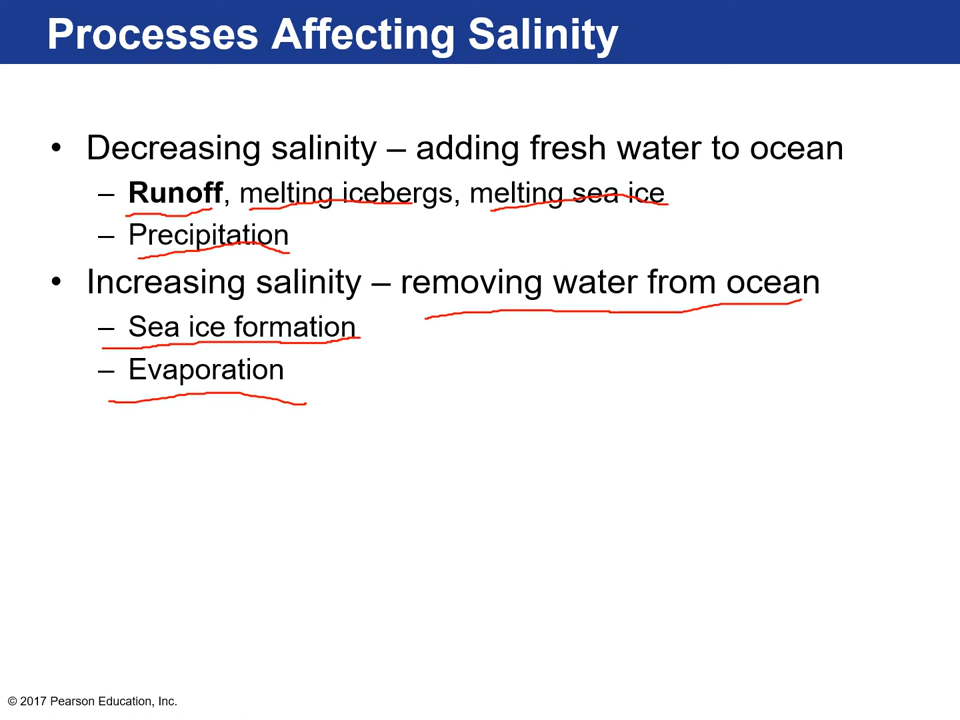 Processes Affecting Salinity
• Decreasing salinity – adding fresh water to ocean
– Runoff, melting icebergs, melting sea ice
– Precipitation
• Increasing salinity – removing water from ocean
– Sea ice formation
– Evaporation
© 2017 Pearson Education, Inc.